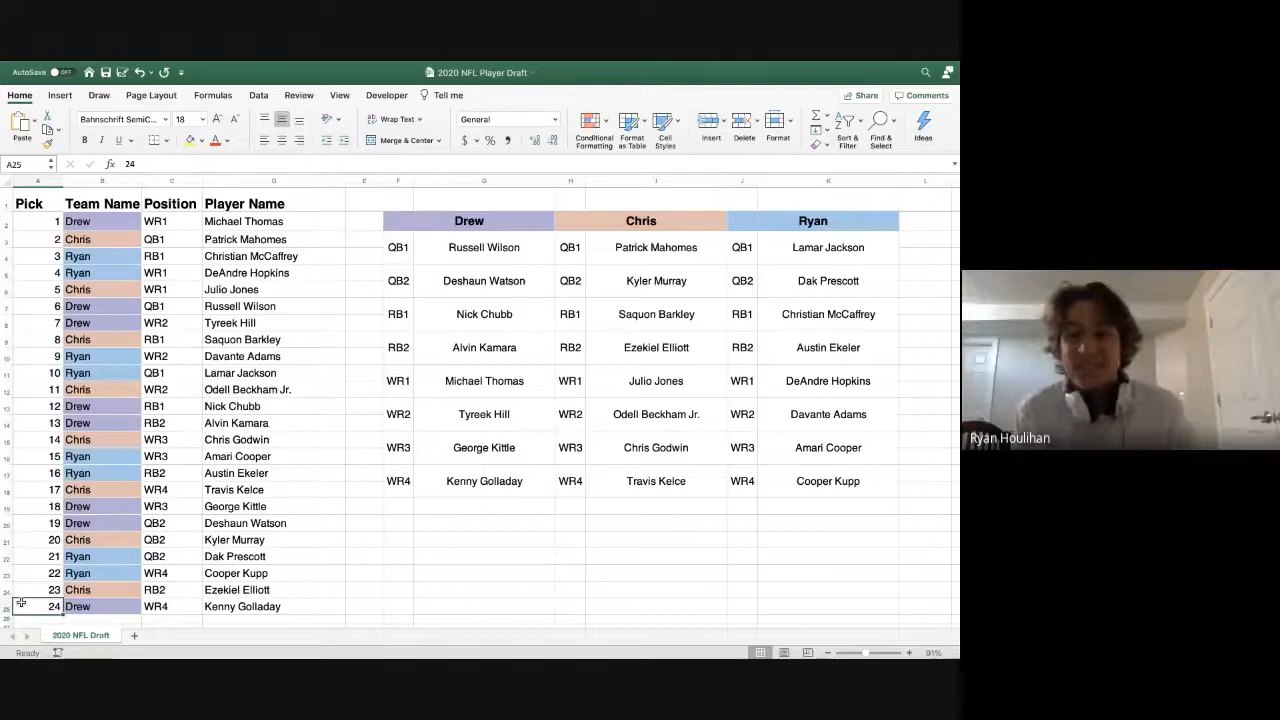 AutoSave OFF 2020 NFL Player Draft
Home Insert Draw Page Layout Formulas Data Review View Developer Tell me Share Comments
Paste Bahnschrift SemiC... 18 A^ A˅ Wrap Text General Conditional Formatting Format as Table Cell Styles Insert Delete Format Sort & Filter Find & Select Ideas
B I U Merge & Center $ % ,
A25 fx 24
A B C D E F G H I J K L
Pick Team Name Position Player Name
1 Drew WR1 Michael Thomas
2 Chris QB1 Patrick Mahomes
3 Ryan RB1 Christian McCaffrey
4 Ryan WR1 DeAndre Hopkins
5 Chris WR1 Julio Jones
6 Drew QB1 Russell Wilson
7 Drew WR2 Tyreek Hill
8 Chris RB1 Saquon Barkley
9 Ryan WR2 Davante Adams
10 Ryan QB1 Lamar Jackson
11 Chris WR2 Odell Beckham Jr.
12 Drew RB1 Nick Chubb
13 Drew RB2 Alvin Kamara
14 Chris WR3 Chris Godwin
15 Ryan WR3 Amari Cooper
16 Ryan RB2 Austin Ekeler
17 Chris WR4 Travis Kelce
18 Drew WR3 George Kittle
19 Drew QB2 Deshaun Watson
20 Chris QB2 Kyler Murray
21 Ryan QB2 Dak Prescott
22 Ryan WR4 Cooper Kupp
23 Chris RB2 Ezekiel Elliott
24 Drew WR4 Kenny Golladay
Drew Chris Ryan
QB1 Russell Wilson QB1 Patrick Mahomes QB1 Lamar Jackson
QB2 Deshaun Watson QB2 Kyler Murray QB2 Dak Prescott
RB1 Nick Chubb RB1 Saquon Barkley RB1 Christian McCaffrey
RB2 Alvin Kamara RB2 Ezekiel Elliott RB2 Austin Ekeler
WR1 Michael Thomas WR1 Julio Jones WR1 DeAndre Hopkins
WR2 Tyreek Hill WR2 Odell Beckham Jr. WR2 Davante Adams
WR3 George Kittle WR3 Chris Godwin WR3 Amari Cooper
WR4 Kenny Golladay WR4 Travis Kelce WR4 Cooper Kupp
2020 NFL Draft
Ready 91%
Ryan Houlihan